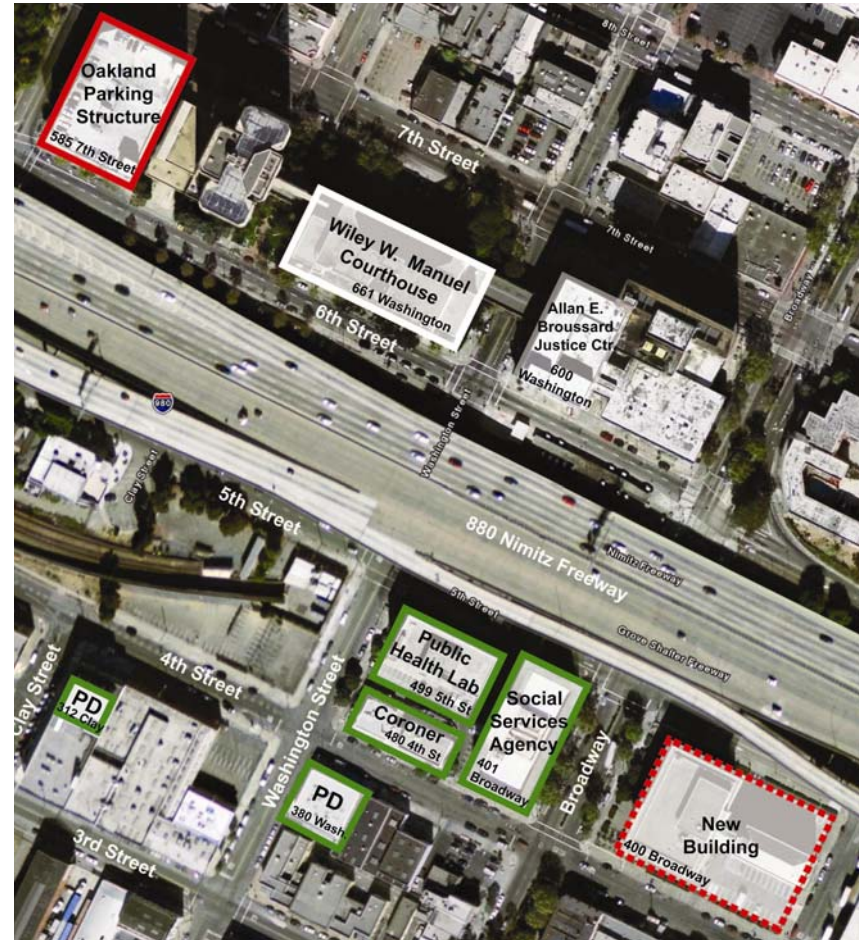 8th Street
Oakland
Parking
Structure
585 7th Street
7th Street
7th Street
Wiley W. Manuel
Courthouse
661 Washington
6th Street
Allan E.
Broussard
Justice Ctr
600
Washington
Broadway
980
Washington Street
Clay Street
5th Street
880 Nimitz Freeway
Nimitz Freeway
5th Street
Grove Shafter Freeway
Public
Health Lab
499 5th St
4th Street
Clay Street
PD
312 Clay
Washington Street
Coroner
480 4th St
Social
Services
Agency
401
Broadway
Broadway
PD
380 Wash.
New
Building
400 Broadway
3rd Street